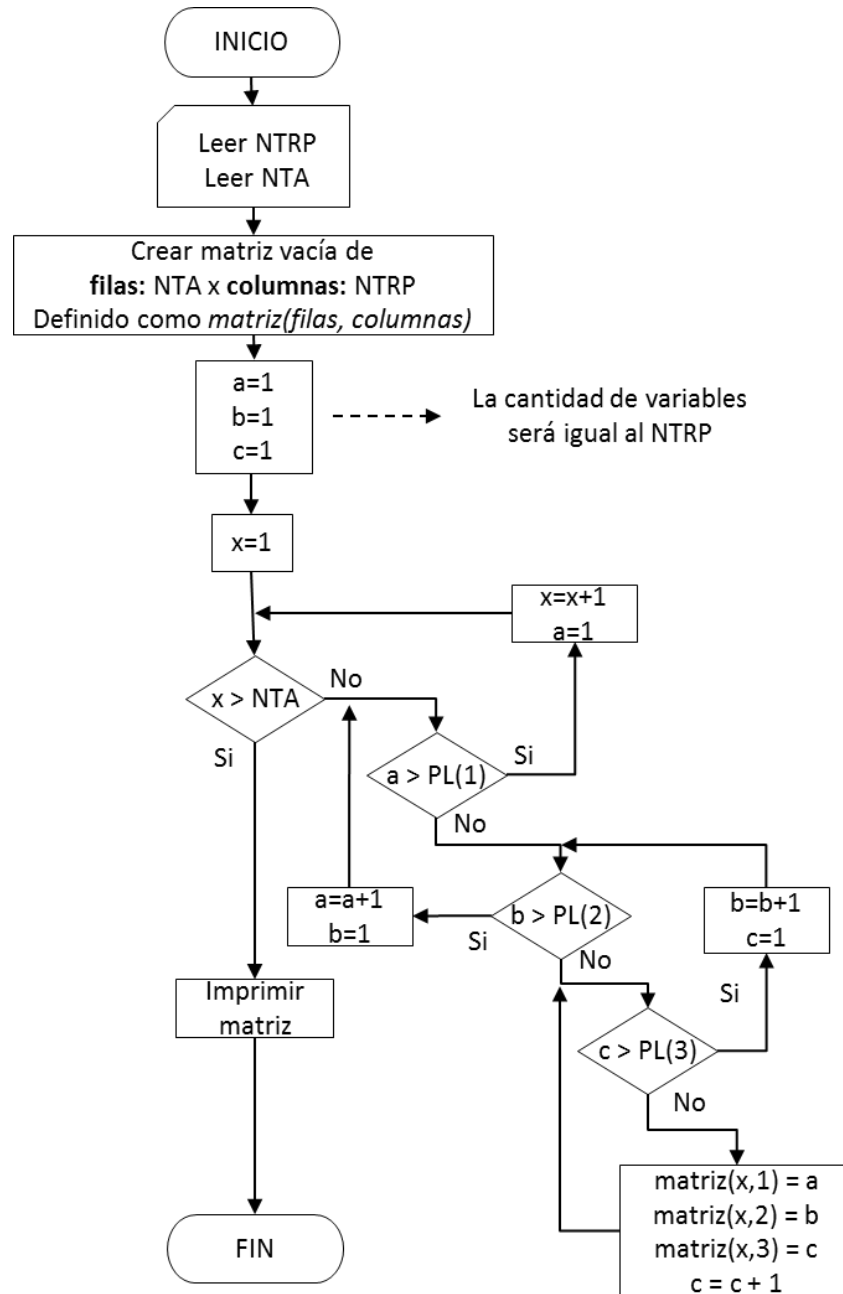 INICIO
Leer NTRP
Leer NTA
Crear matriz vacía de
filas: NTA x columnas: NTRP
Definido como matriz(filas, columnas)
a=1
b=1
c=1
La cantidad de variables
será igual al NTRP
x=1
x=x+1
a=1
x > NTA
No
Si
a > PL(1)
Si
No
a=a+1
b=1
b > PL(2)
Si
No
b=b+1
c=1
Imprimir
matriz
c > PL(3)
Si
No
matriz(x,1) = a
matriz(x,2) = b
matriz(x,3) = c
c = c + 1
FIN